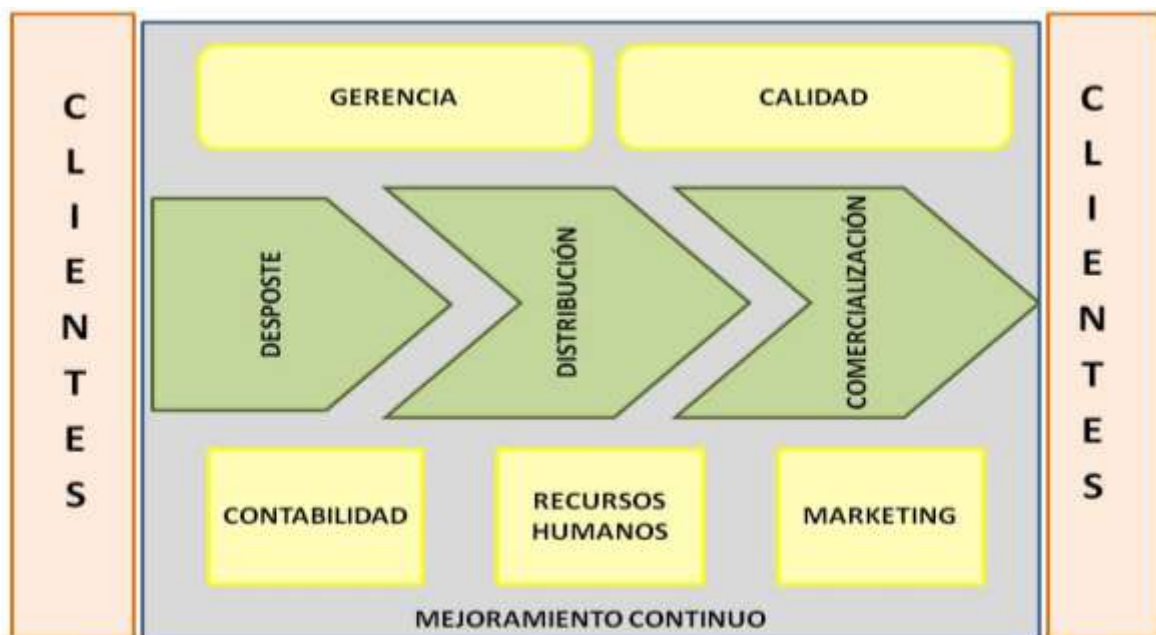 CLIENTES
GERENCIA
CALIDAD
DESPOSTE
DISTRIBUCIÓN
COMERCIALIZACIÓN
CONTABILIDAD
RECURSOS
HUMANOS
MARKETING
MEJORAMIENTO CONTINUO
CLIENTES